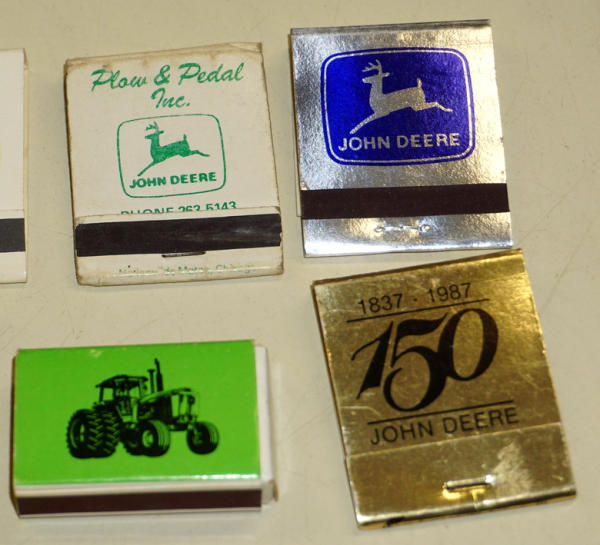 Plow & Pedal
Inc.
JOHN DEERE
PHONE 263 5143
JOHN DEERE
1837 · 1987
150
JOHN DEERE